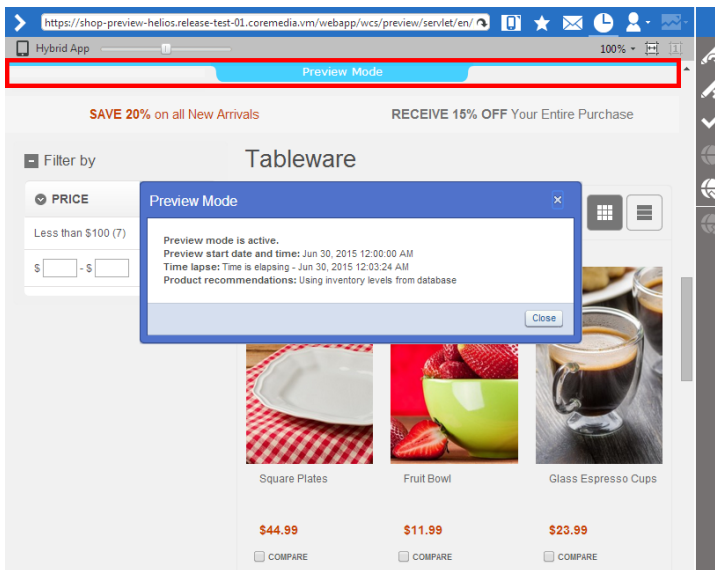 https://shop-preview-helios.release-test-01.coremedia.vm/webapp/wcs/preview/servlet/en/
Hybrid App
100%
Preview Mode
SAVE 20% on all New Arrivals
RECEIVE 15% OFF Your Entire Purchase
Filter by
Tableware
PRICE
Less than $100 (7)
$ - $
Preview Mode
Preview mode is active.
Preview start date and time: Jun 30, 2015 12:00:00 AM
Time lapse: Time is elapsing - Jun 30, 2015 12:03:24 AM
Product recommendations: Using inventory levels from database
Close
Square Plates
Fruit Bowl
Glass Espresso Cups
$44.99
$11.99
$23.99
COMPARE
COMPARE
COMPARE